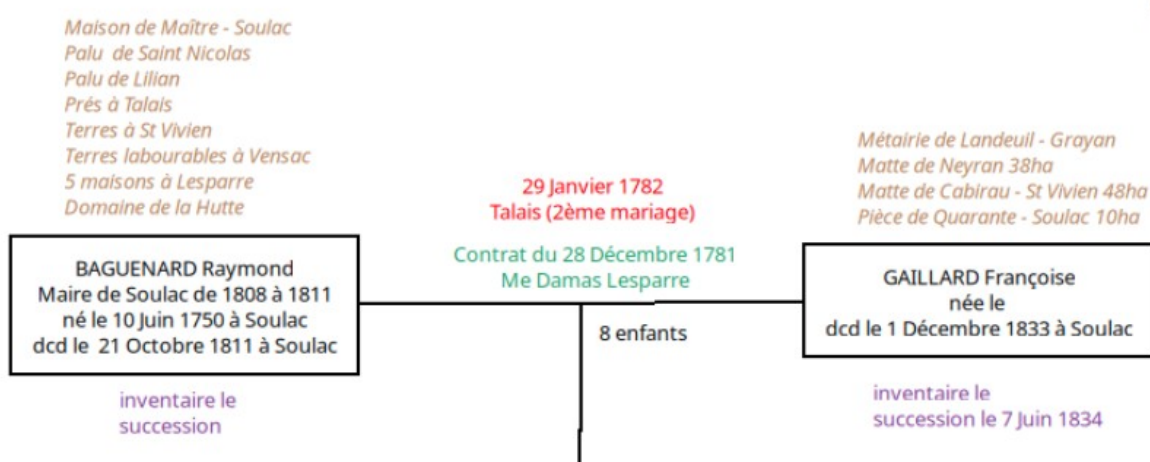 Maison de Maître - Soulac
Palu de Saint Nicolas
Palu de Lilian
Prés à Talais
Terres à St Vivien
Terres labourables à Vensac
5 maisons à Lesparre
Domaine de la Hutte
Métairie de Landeuil - Grayan
Matte de Neyran 38ha
Matte de Cabirau - St Vivien 48ha
Pièce de Quarante - Soulac 10ha
29 Janvier 1782
Talais (2ème mariage)
Contrat du 28 Décembre 1781
Me Damas Lesparre
BAGUENARD Raymond
Maire de Soulac de 1808 à 1811
né le 10 Juin 1750 à Soulac
dcd le 21 Octobre 1811 à Soulac
8 enfants
GAILLARD Françoise
née le
dcd le 1 Décembre 1833 à Soulac
inventaire le
succession
inventaire le
succession le 7 Juin 1834